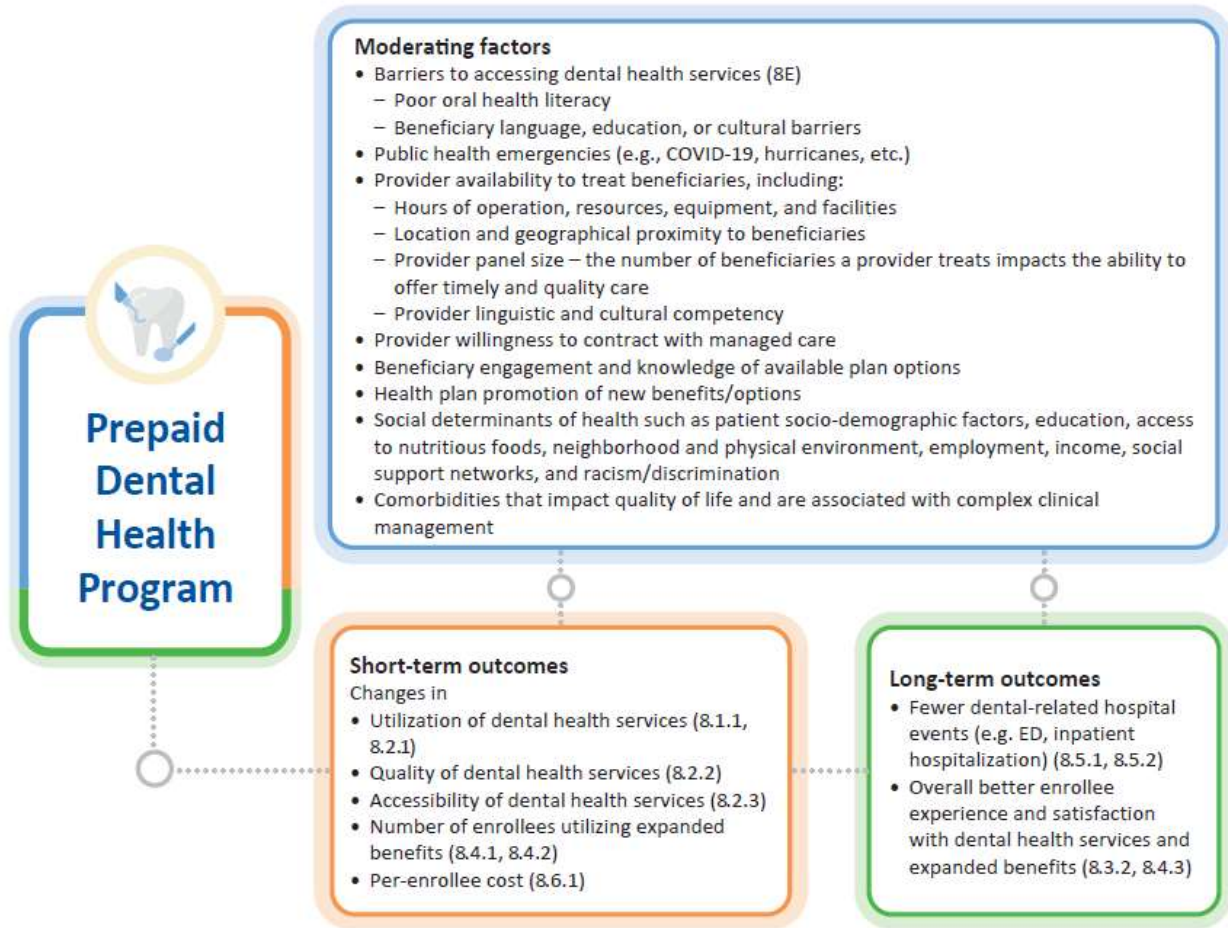 Prepaid
Dental
Health
Program
Moderating factors
• Barriers to accessing dental health services (8E)
– Poor oral health literacy
– Beneficiary language, education, or cultural barriers
• Public health emergencies (e.g., COVID-19, hurricanes, etc.)
• Provider availability to treat beneficiaries, including:
– Hours of operation, resources, equipment, and facilities
– Location and geographical proximity to beneficiaries
– Provider panel size – the number of beneficiaries a provider treats impacts the ability to
offer timely and quality care
– Provider linguistic and cultural competency
• Provider willingness to contract with managed care
• Beneficiary engagement and knowledge of available plan options
• Health plan promotion of new benefits/options
• Social determinants of health such as patient socio-demographic factors, education, access
to nutritious foods, neighborhood and physical environment, employment, income, social
support networks, and racism/discrimination
• Comorbidities that impact quality of life and are associated with complex clinical
management
Short-term outcomes
Changes in
• Utilization of dental health services (8.1.1,
8.2.1)
• Quality of dental health services (8.2.2)
• Accessibility of dental health services (8.2.3)
• Number of enrollees utilizing expanded
benefits (8.4.1, 8.4.2)
• Per-enrollee cost (8.6.1)
Long-term outcomes
• Fewer dental-related hospital
events (e.g. ED, inpatient
hospitalization) (8.5.1, 8.5.2)
• Overall better enrollee
experience and satisfaction
with dental health services and
expanded benefits (8.3.2, 8.4.3)